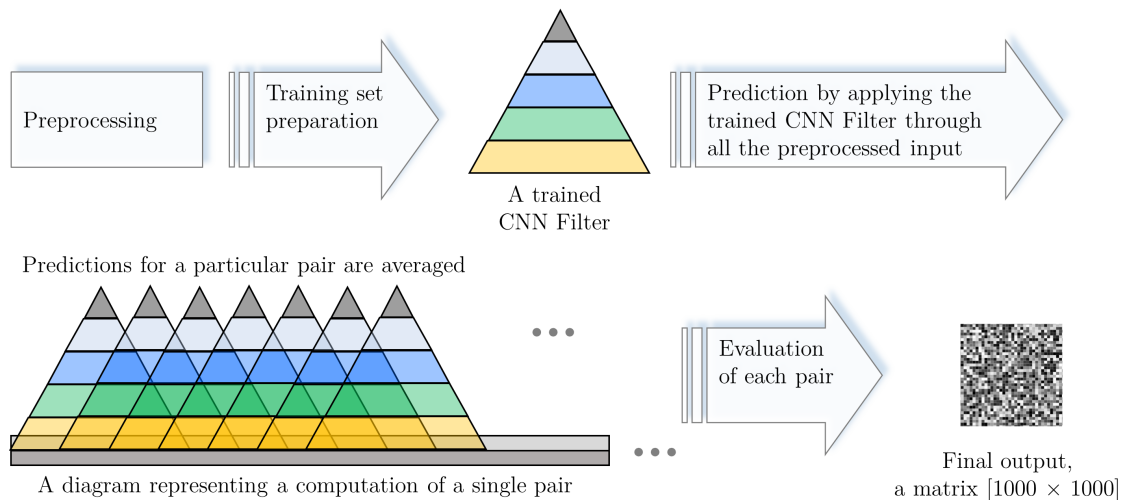 Preprocessing
Training set
preparation
A trained
CNN Filter
Prediction by applying the
trained CNN Filter through
all the preprocessed input
Predictions for a particular pair are averaged
A diagram representing a computation of a single pair
Evaluation
of each pair
Final output,
a matrix [1000 × 1000]